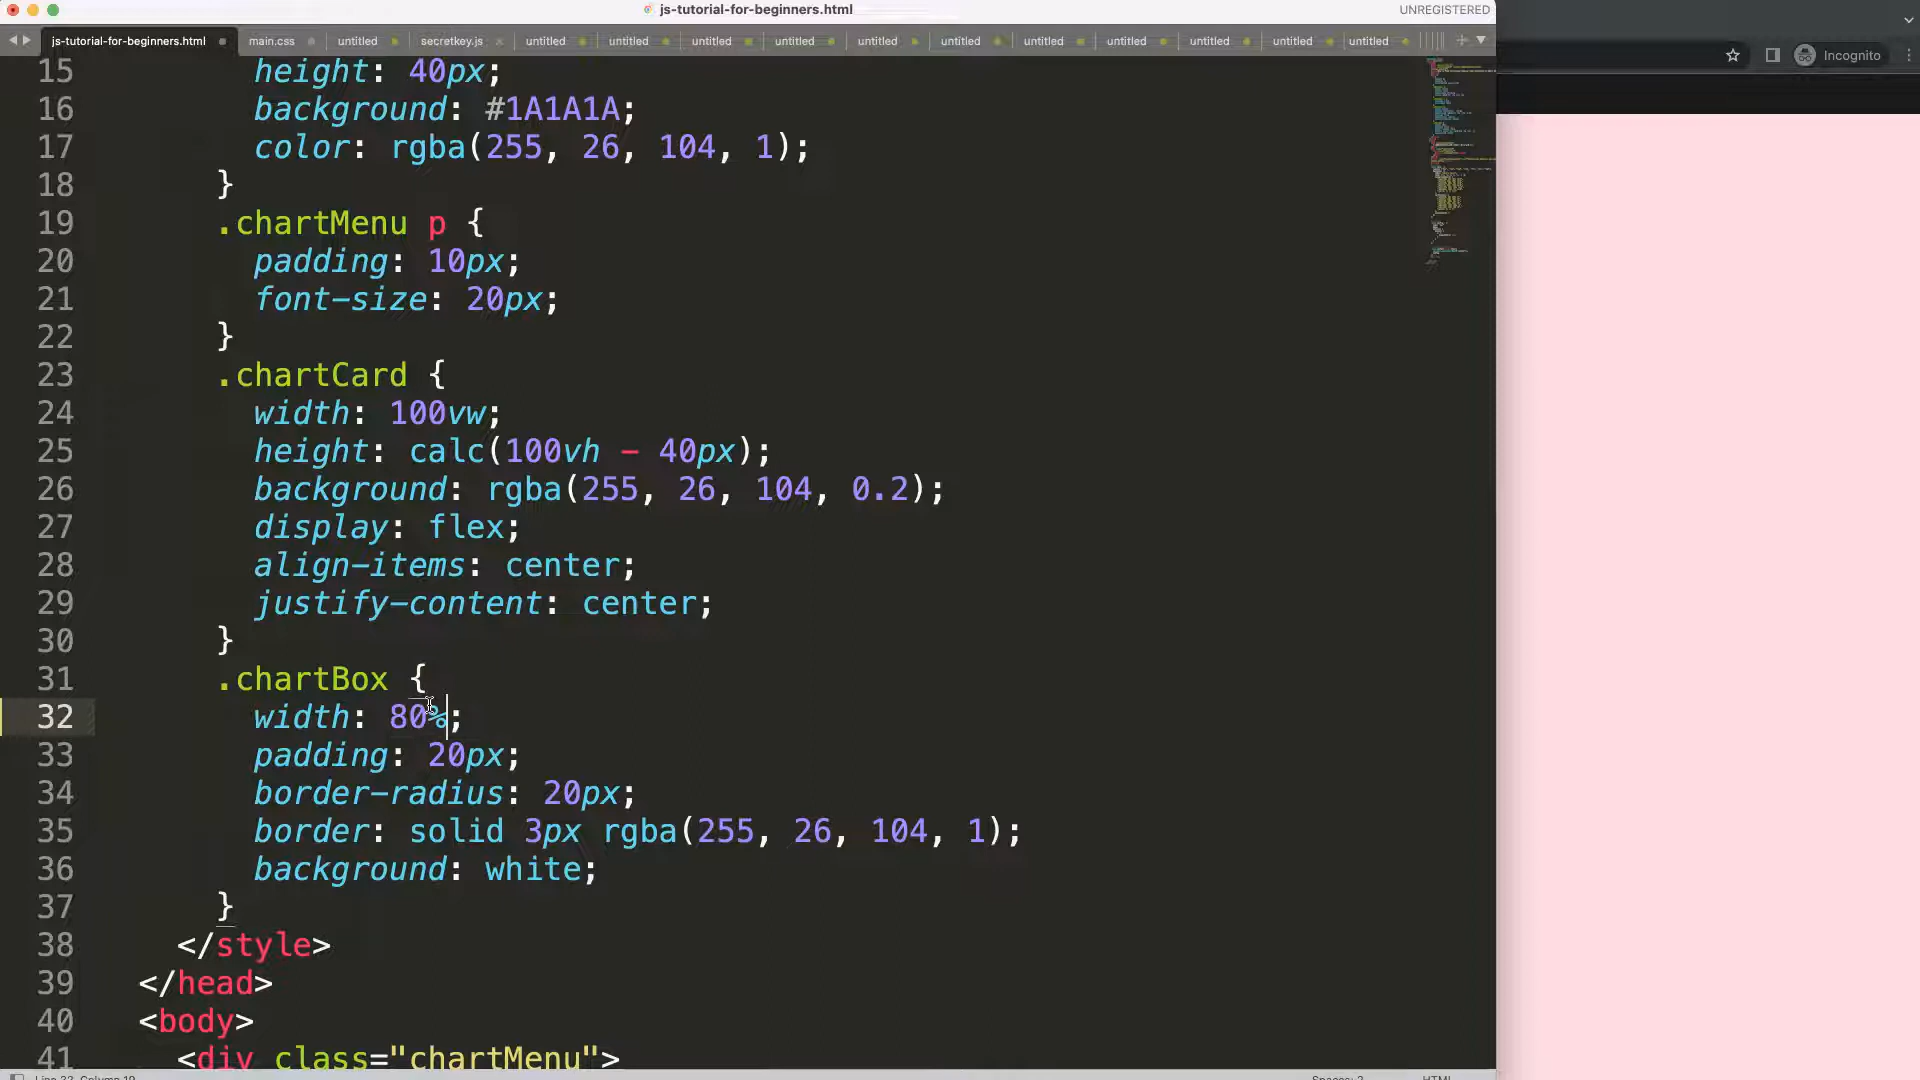 js-tutorial-for-beginners.html
UNREGISTERED
js-tutorial-for-beginners.html main.css untitled secretkey.js untitled untitled untitled untitled untitled untitled untitled untitled untitled untitled untitled
Incognito
15 height: 40px;
16 background: #1A1A1A;
17 color: rgba(255, 26, 104, 1);
18 }
19 .chartMenu p {
20 padding: 10px;
21 font-size: 20px;
22 }
23 .chartCard {
24 width: 100vw;
25 height: calc(100vh - 40px);
26 background: rgba(255, 26, 104, 0.2);
27 display: flex;
28 align-items: center;
29 justify-content: center;
30 }
31 .chartBox {
32 width: 80%;
33 padding: 20px;
34 border-radius: 20px;
35 border: solid 3px rgba(255, 26, 104, 1);
36 background: white;
37 }
38 </style>
39 </head>
40 <body>
41 <div class="chartMenu">